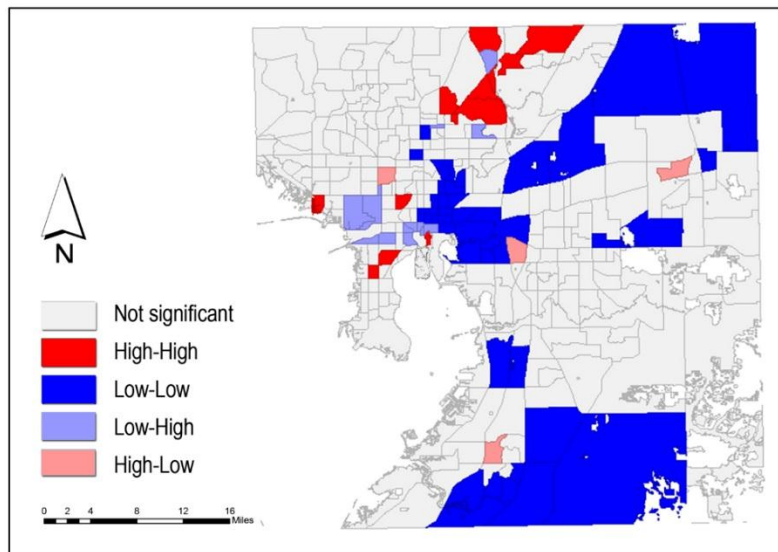 N
Not significant
High-High
Low-Low
Low-High
High-Low
0 2 4 8 12 16
Miles